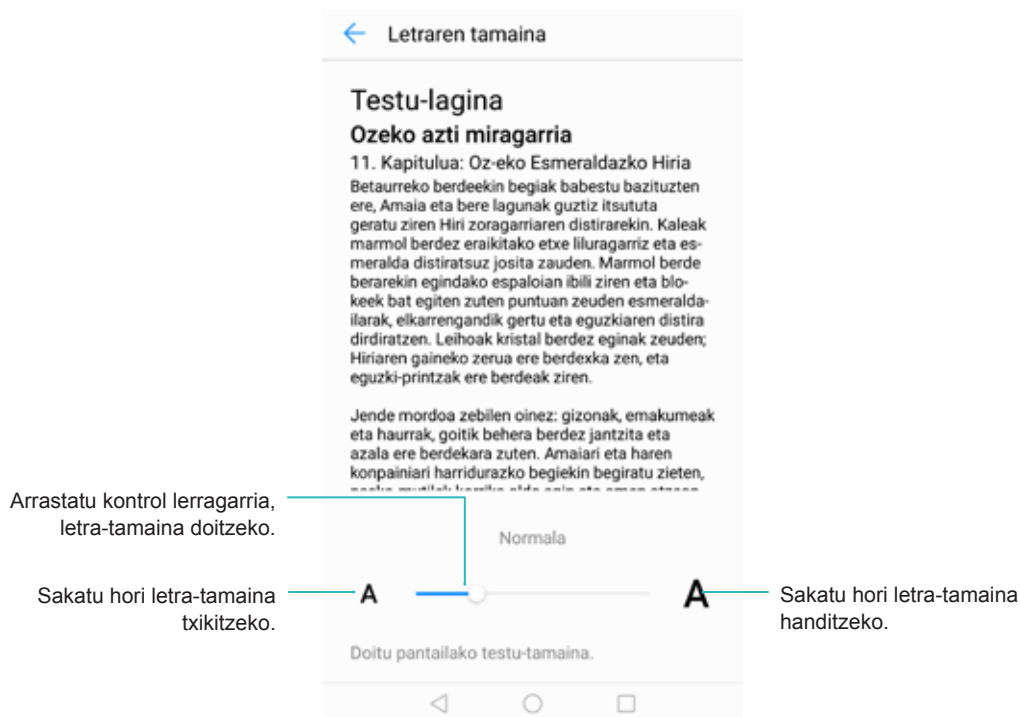 Letraren tamaina
Testu-lagina
Ozeko azti miragarria
11. Kapitulua: Oz-eko Esmeraldazko Hiria
Betaurreko berdeekin begiak babestu bazituzten
ere, Amaia eta bere lagunak guztiz itsututa
geratu ziren Hiri zoragarriaren distirarekin. Kaleak
marmol berdez eraikitako etxe liluragarriz eta es-
meralda distiratsuz josita zauden. Marmol berde
berarekin egindako espaloian ibili ziren eta blo-
keek bat egiten zuten puntuan zeuden esmeralda-
ilarak, elkarrengandik gertu eta eguzkiaren distira
dirdiratzen. Leihoak kristal berdez eginak zeuden;
Hiriaren gaineko zerua ere berdexka zen, eta
eguzki-printzak ere berdeak ziren.
Jende mordoa zebilen oinez: gizonak, emakumeak
eta haurrak, goitik behera berdez jantzita eta
azala ere berdekara zuten. Amaiari eta haren
konpainiari harridurazko begiekin begiratu zieten,
Arrastatu kontrol lerragarria,
letra-tamaina doitzeko.
Normala
Sakatu hori letra-tamaina
txikitzeko.
A
A
Sakatu hori letra-tamaina
handitzeko.
Doitu pantailako testu-tamaina.